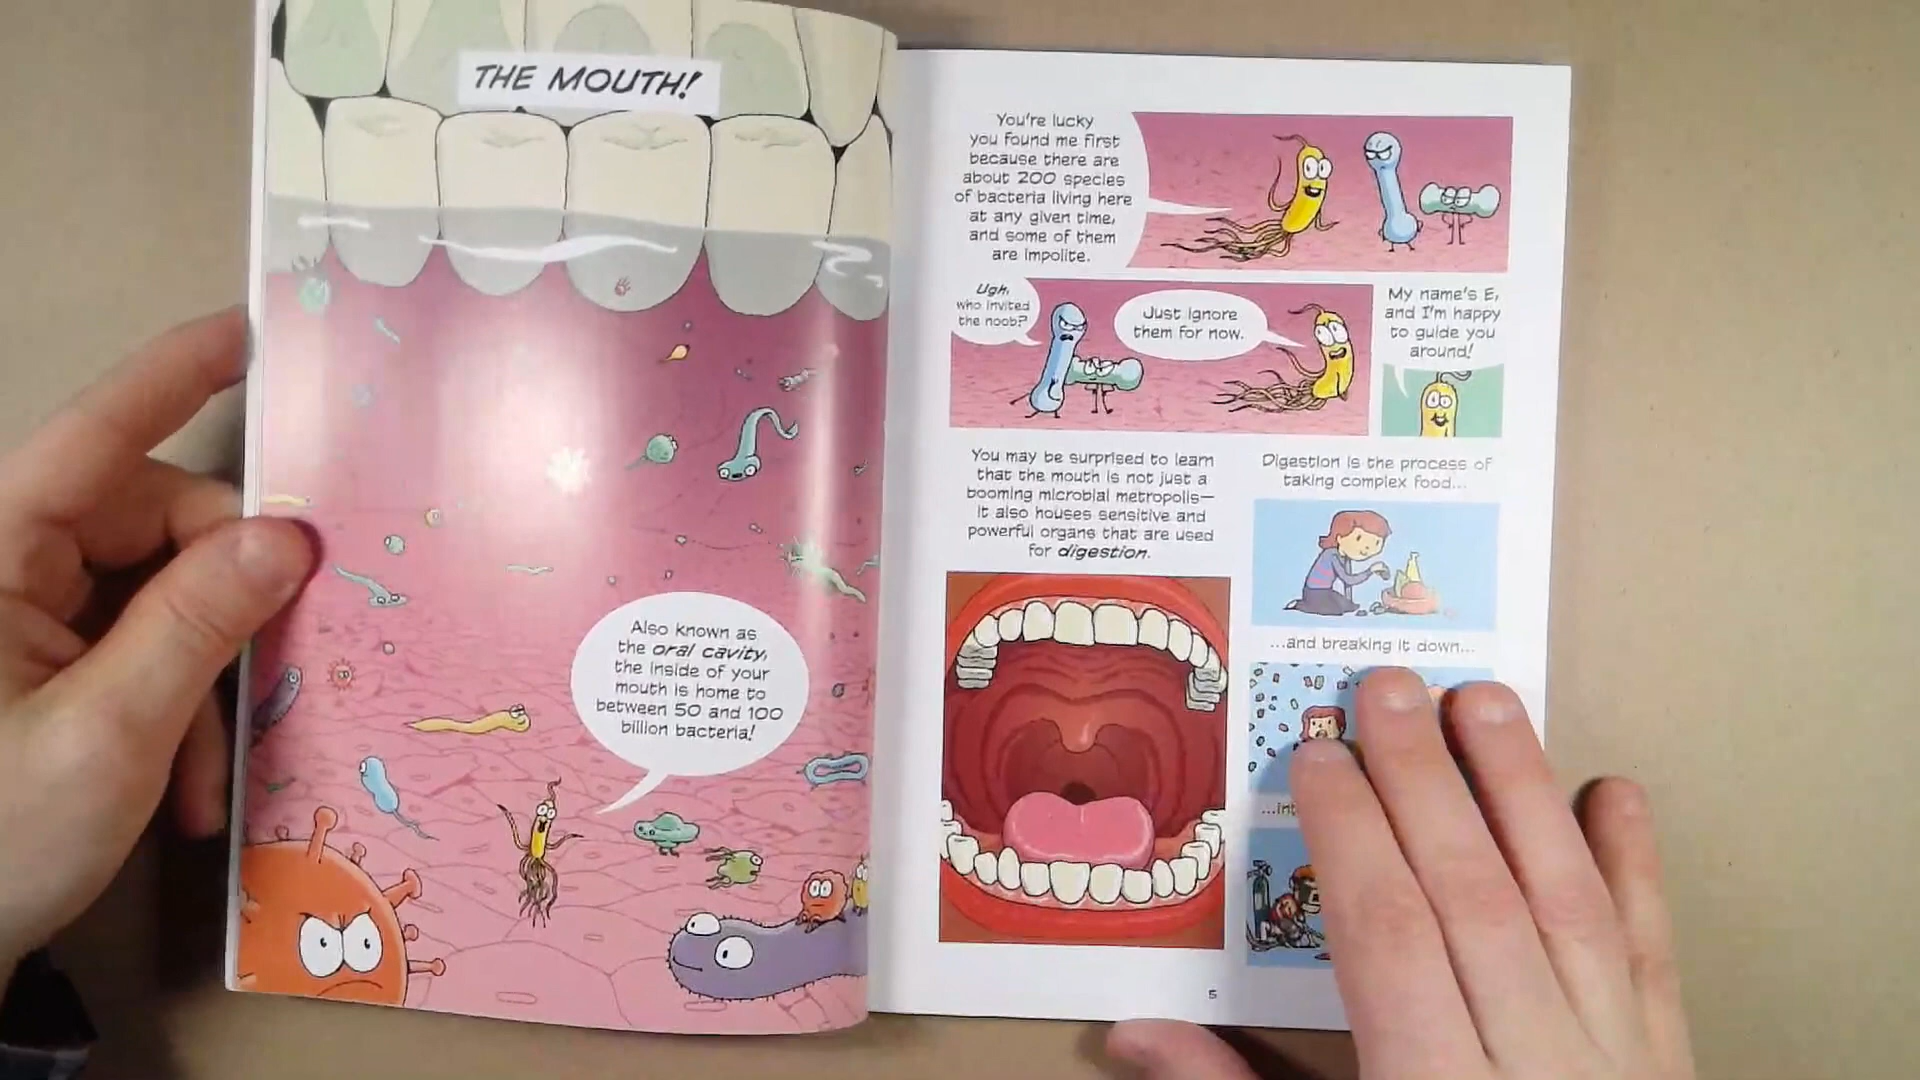 THE MOUTH!
Also known as
the oral cavity,
the inside of your
mouth is home to
between 50 and 100
billion bacteria!
You're lucky
you found me first
because there are
about 200 species
of bacteria living here
at any given time,
and some of them
are impolite.
Ugh,
who invited
the noob?
Just ignore
them for now.
My name's E,
and I'm happy
to guide you
around!
You may be surprised to learn
that the mouth is not just a
booming microbial metropolis—
it also houses sensitive and
powerful organs that are used
for digestion.
Digestion is the process of
taking complex food...
...and breaking it down...
5